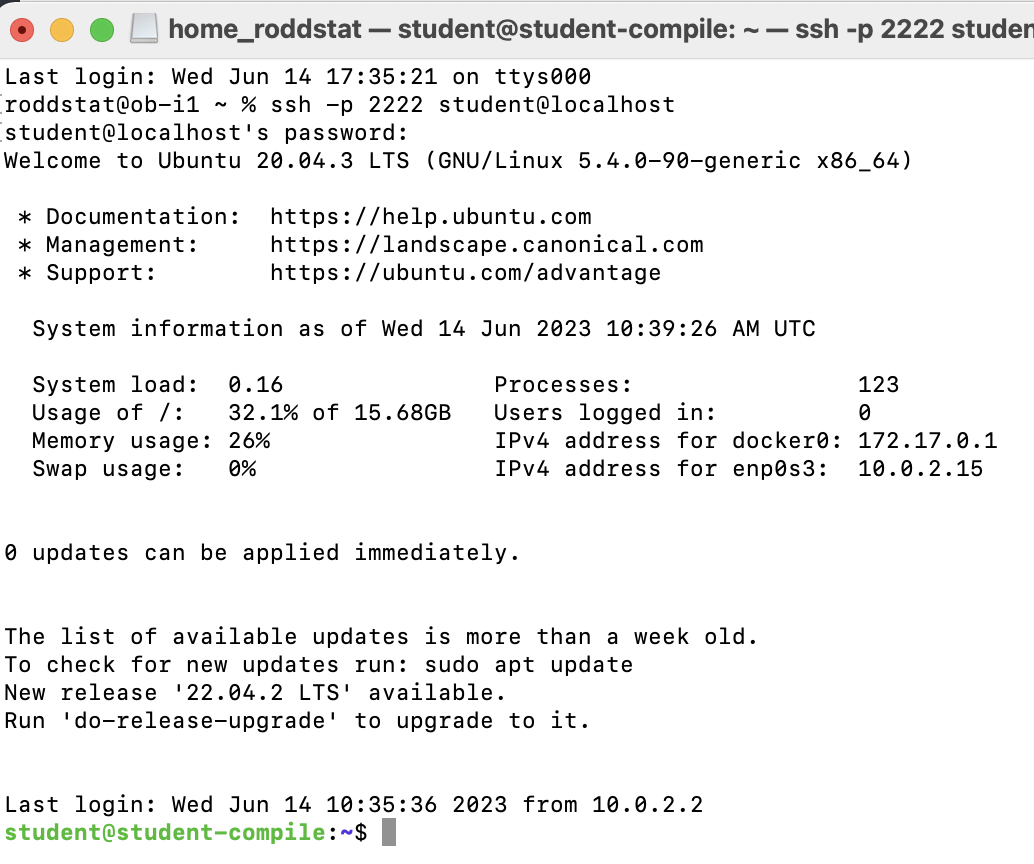 home_roddstat — student@student-compile: ~ — ssh -p 2222 studen
Last login: Wed Jun 14 17:35:21 on ttys000
[roddstat@ob-i1 ~ % ssh -p 2222 student@localhost
[student@localhost's password:
Welcome to Ubuntu 20.04.3 LTS (GNU/Linux 5.4.0-90-generic x86_64)
* Documentation:  https://help.ubuntu.com
* Management:     https://landscape.canonical.com
* Support:        https://ubuntu.com/advantage
System information as of Wed 14 Jun 2023 10:39:26 AM UTC
System load:  0.16               Processes:                123
Usage of /:   32.1% of 15.68GB   Users logged in:          0
Memory usage: 26%                IPv4 address for docker0: 172.17.0.1
Swap usage:   0%                 IPv4 address for enp0s3:  10.0.2.15
0 updates can be applied immediately.
The list of available updates is more than a week old.
To check for new updates run: sudo apt update
New release '22.04.2 LTS' available.
Run 'do-release-upgrade' to upgrade to it.
Last login: Wed Jun 14 10:35:36 2023 from 10.0.2.2
student@student-compile:~$